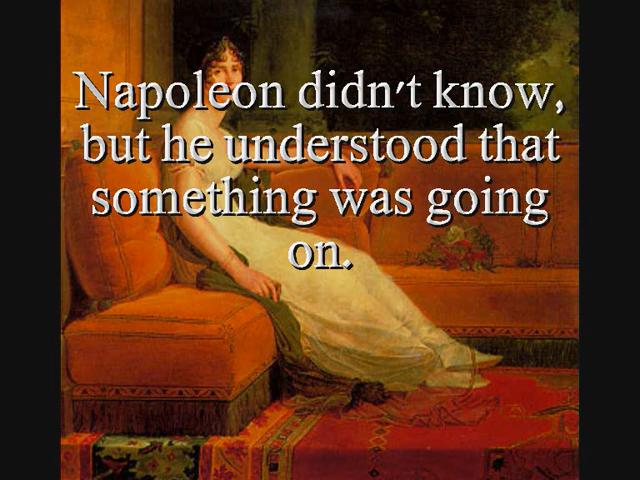 Napoleon didn't know,
but he understood that
something was going
on.